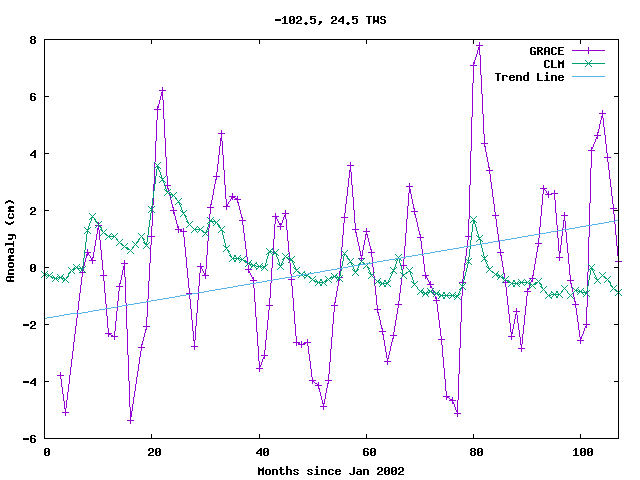 -102.5, 24.5 TWS
GRACE
CLM
Trend Line
Anomaly (cm)
8
6
4
2
0
-2
-4
-6
0 20 40 60 80 100
Months since Jan 2002